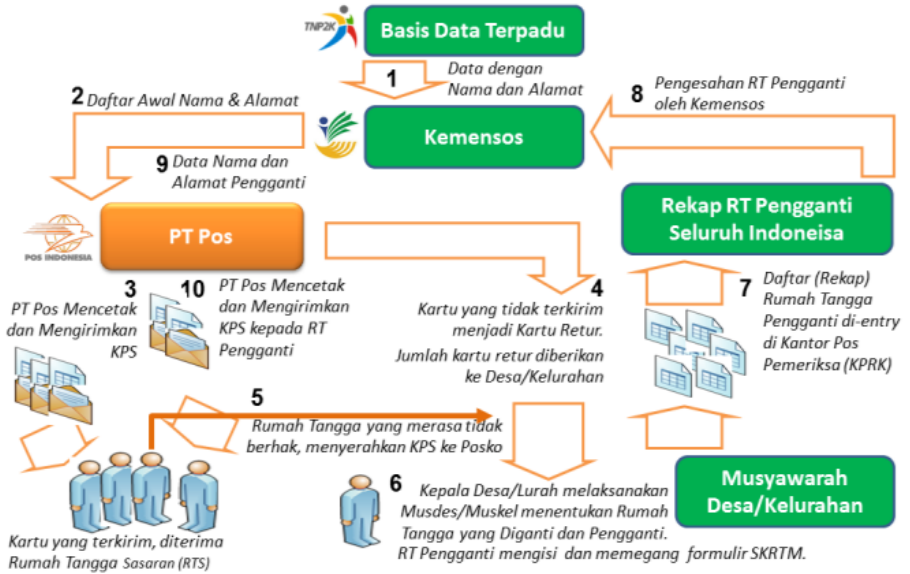 TNP2K
Basis Data Terpadu
1
Data dengan
Nama dan Alamat
Kemensos
2
Daftar Awal Nama & Alamat
8
Pengesahan RT Pengganti
oleh Kemensos
9
Data Nama dan
Alamat Pengganti
POS INDONESIA
PT Pos
Rekap RT Pengganti
Seluruh Indoneisa
3
PT Pos Mencetak
dan Mengirimkan
KPS
10
PT Pos Mencetak
dan Mengirimkan
KPS kepada RT
Pengganti
4
Kartu yang tidak terkirim
menjadi Kartu Retur.
Jumlah kartu retur diberikan
ke Desa/Kelurahan
7
Daftar (Rekap)
Rumah Tangga
Pengganti di-entry
di Kantor Pos
Pemeriksa (KPRK)
5
Rumah Tangga yang merasa tidak
berhak, menyerahkan KPS ke Posko
6
Kepala Desa/Lurah melaksanakan
Musdes/Muskel menentukan Rumah
Tangga yang Diganti dan Pengganti.
RT Pengganti mengisi dan memegang formulir SKRTM.
Musyawarah
Desa/Kelurahan
Kartu yang terkirim, diterima
Rumah Tangga Sasaran (RTS)